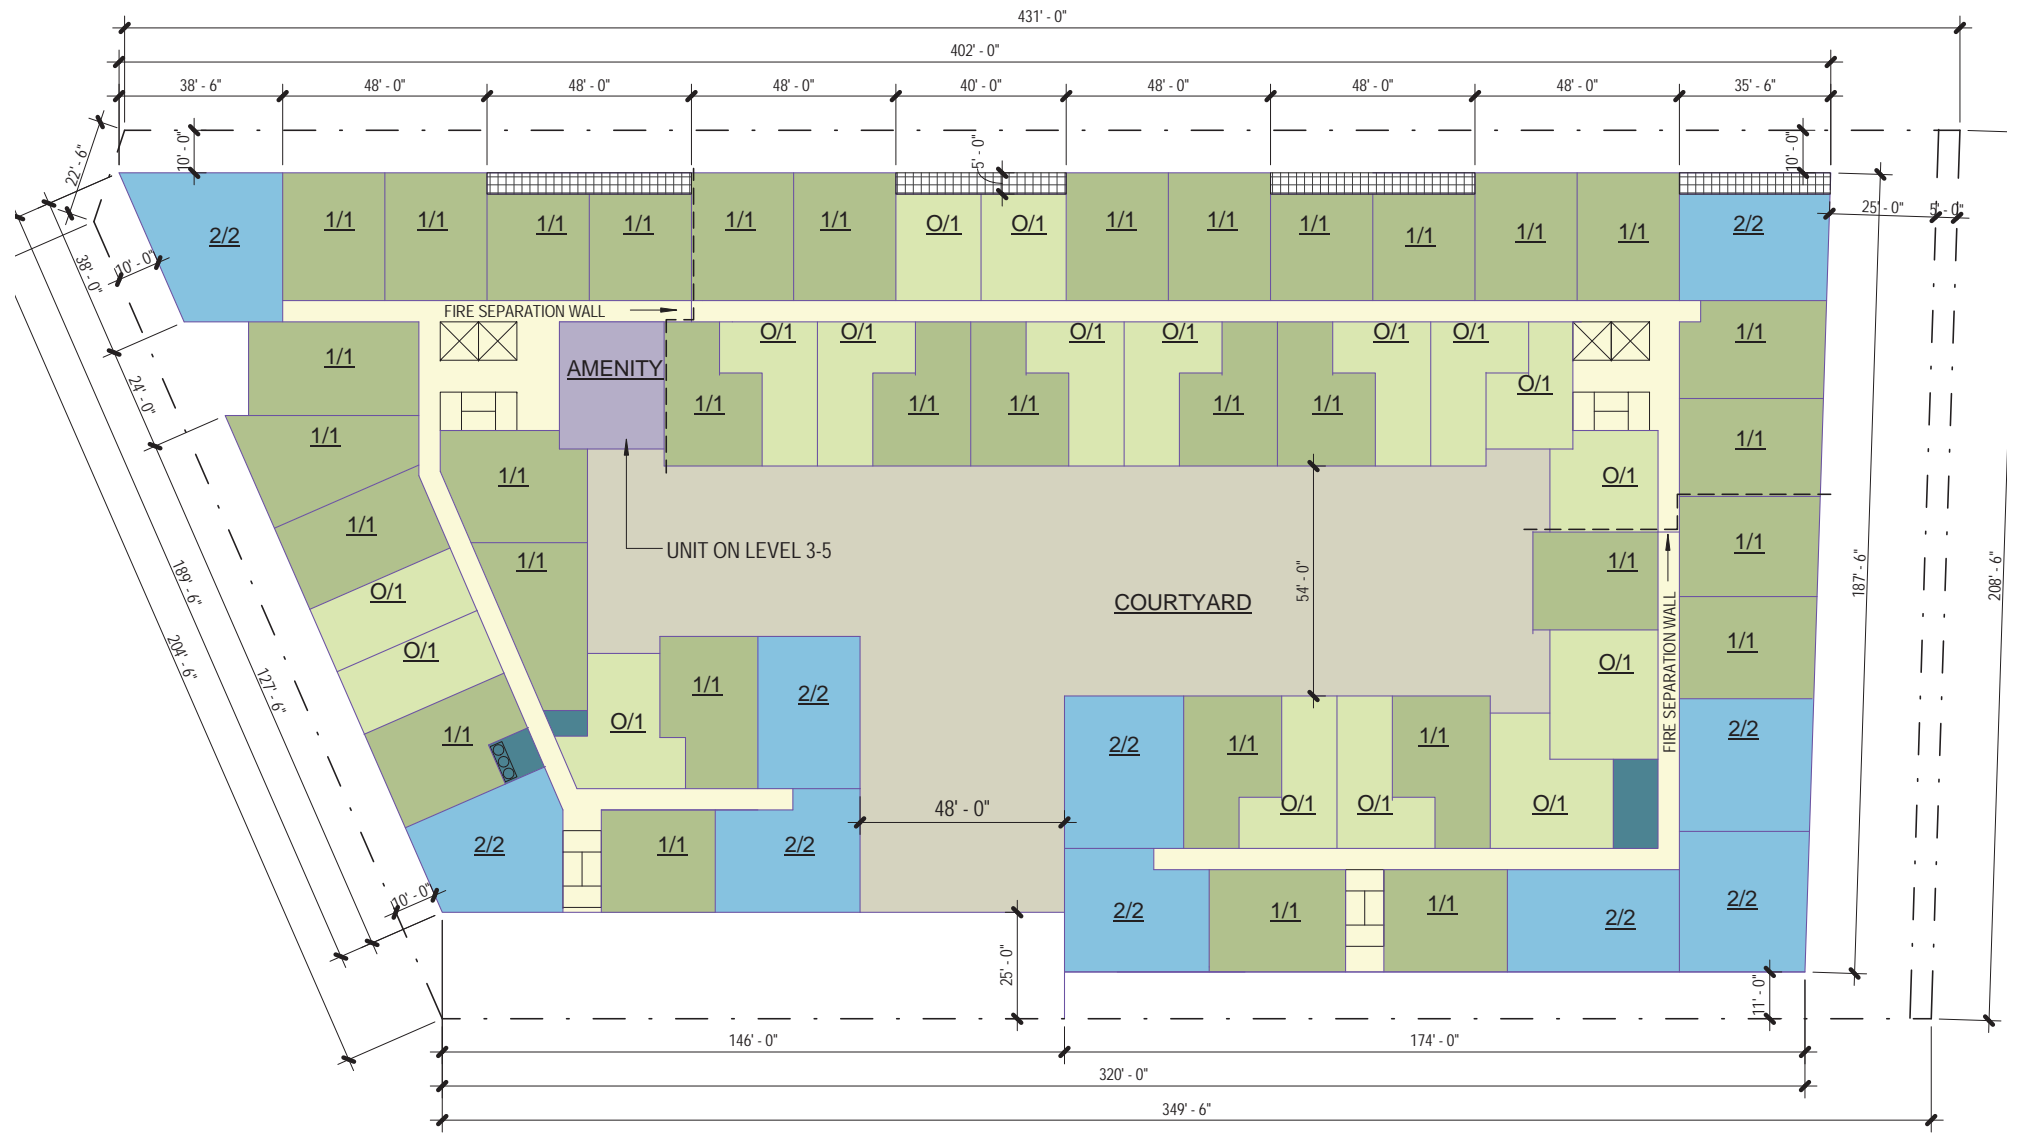 431' - 0"
402' - 0"
38' - 6" 48' - 0" 48' - 0" 48' - 0" 40' - 0" 48' - 0" 48' - 0" 48' - 0" 35' - 6"
22' - 6"
10' - 0"
5' - 0"
10' - 0"
25' - 0" 5' - 0"
2/2 1/1 1/1 1/1 1/1 1/1 1/1 O/1 O/1 1/1 1/1 1/1 1/1 1/1 1/1 2/2
38' - 0"
10' - 0"
FIRE SEPARATION WALL
O/1 O/1 O/1 O/1 O/1 O/1 1/1
1/1
AMENITY
O/1
24' - 0"
1/1 1/1 1/1 1/1 1/1
1/1 1/1
1/1 O/1
1/1
UNIT ON LEVEL 3-5
1/1
1/1 1/1
54' - 0"
187' - 6"
208' - 6"
189' - 6"
O/1
COURTYARD
204' - 6"
127' - 6"
O/1
O/1
1/1
FIRE SEPARATION WALL
1/1 2/2
O/1
1/1
2/2 1/1 1/1 2/2
O/1 O/1 O/1
48' - 0"
2/2 1/1 2/2
10' - 0"
2/2 1/1 1/1 2/2 2/2
25' - 0"
11' - 0"
146' - 0" 174' - 0"
320' - 0"
349' - 6"